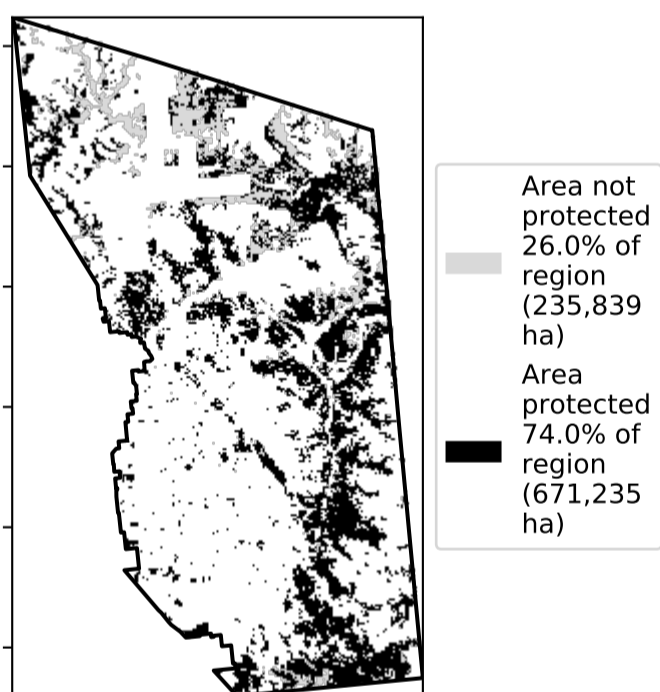 Area not
protected
26.0% of
region
(235,839
ha)
Area
protected
74.0% of
region
(671,235
ha)